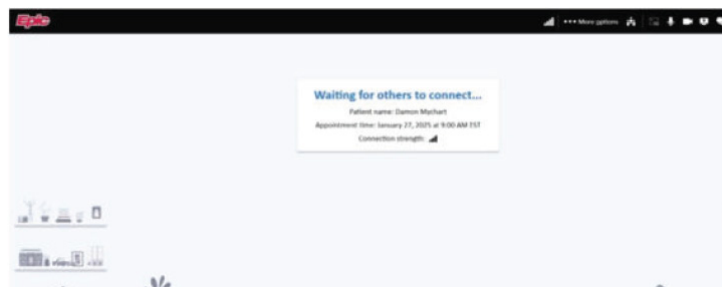 Epic
••• More options
Waiting for others to connect...
Patient name: Damon Mychart
Appointment time: January 27, 2025 at 9:00 AM EST
Connection strength: